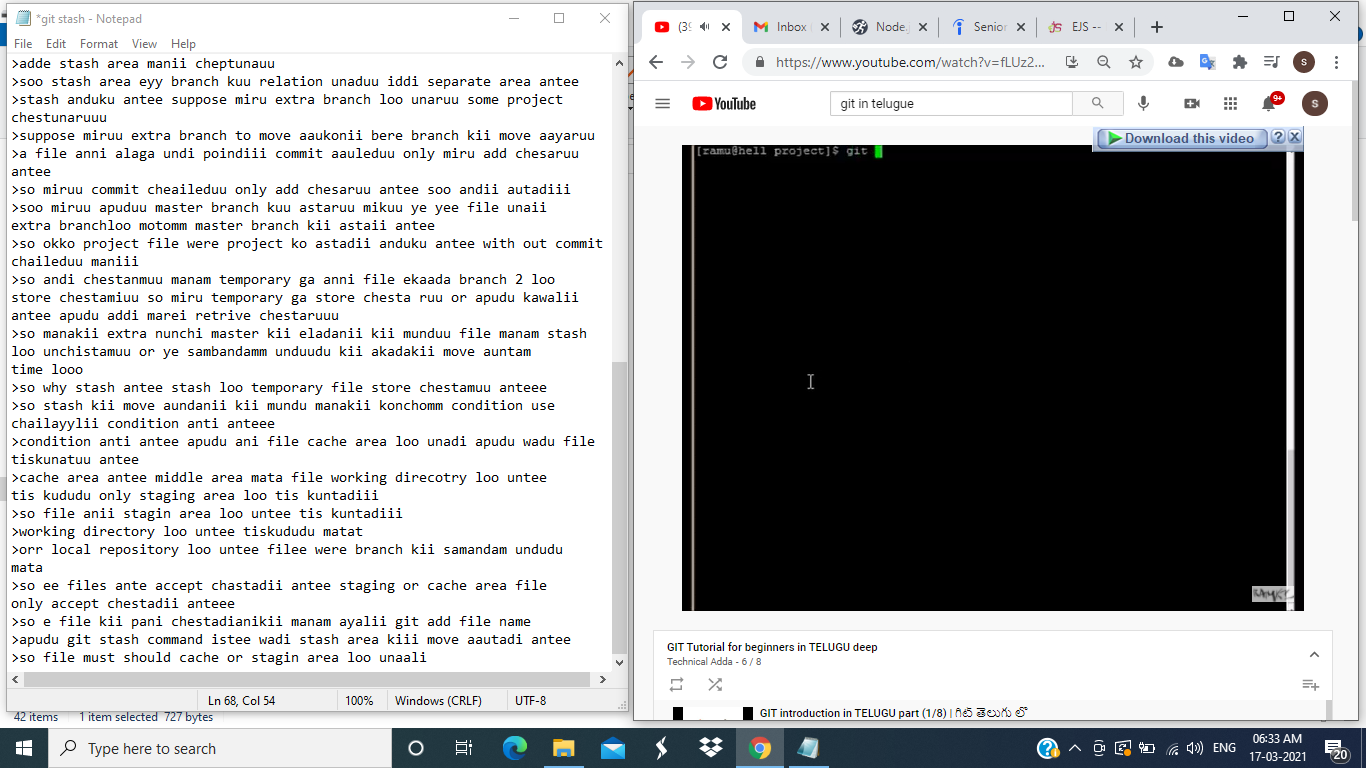 *git stash - Notepad
File Edit Format View Help
>adde stash area manii cheptunauu
>soo stash area eyy branch kuu relation unaduu iddi separate area antee
>stash anduku antee suppose miru extra branch loo unaruu some project
chestunaruuu
>suppose miruu extra branch to move aaukonii bere branch kii move aayaruu
>a file anni alaga undi poindiii commit aauleduu only miru add chesaruu
antee
>so miruu commit cheaileduu only add chesaruu antee soo andii autadiii
>soo miruu apuduu master branch kuu astaruu mikuu ye yee file unaii
extra branchloo motomm master branch kii astaii antee
>so okko project file were project ko astadii anduku antee with out commit
chaileduu maniii
>so andi chestanmuu manam temporary ga anni file ekaada branch 2 loo
store chestamiuu so miru temporary ga store chesta ruu or apudu kawalii
antee apudu addi marei retrive chestaruuu
>so manakii extra nunchi master kii eladanii kii munduu file manam stash
loo unchistamuu or ye sambandamm unduudu kii akadakii move auntam
time looo
>so why stash antee stash loo temporary file store chestamuu anteee
>so stash kii move aundanii kii mundu manakii konchomm condition use
chailayylii condition anti anteee
>condition anti antee apudu ani file cache area loo unadi apudu wadu file
tiskunatuu antee
>cache area antee middle area mata file working direcotry loo untee
tis kududu only staging area loo tis kuntadiii
>so file anii stagin area loo untee tis kuntadiii
>working directory loo untee tiskududu matat
>orr local repository loo untee filee were branch kii samandam undudu
mata
>so ee files ante accept chastadii antee staging or cache area file
only accept chestadii anteee
>so e file kii pani chestadianikii manam ayalii git add file name
>apudu git stash command istee wadi stash area kiii move aautadi antee
>so file must should cache or stagin area loo unaali
Ln 68, Col 54 100% Windows (CRLF) UTF-8
42 items 1 item selected 727 bytes
(39 Inbox Node. Senior EJS --
https://www.youtube.com/watch?v=fLUz2... S
YouTube
git in telugue
9+
S
Download this video ? X
[ramu@hell project]$ git
GIT Tutorial for beginners in TELUGU deep
Technical Adda - 6 / 8
GIT introduction in TELUGU part (1/8) | గిట్ తెలుగు లో
Type here to search
ENG
06:33 AM
17-03-2021
20